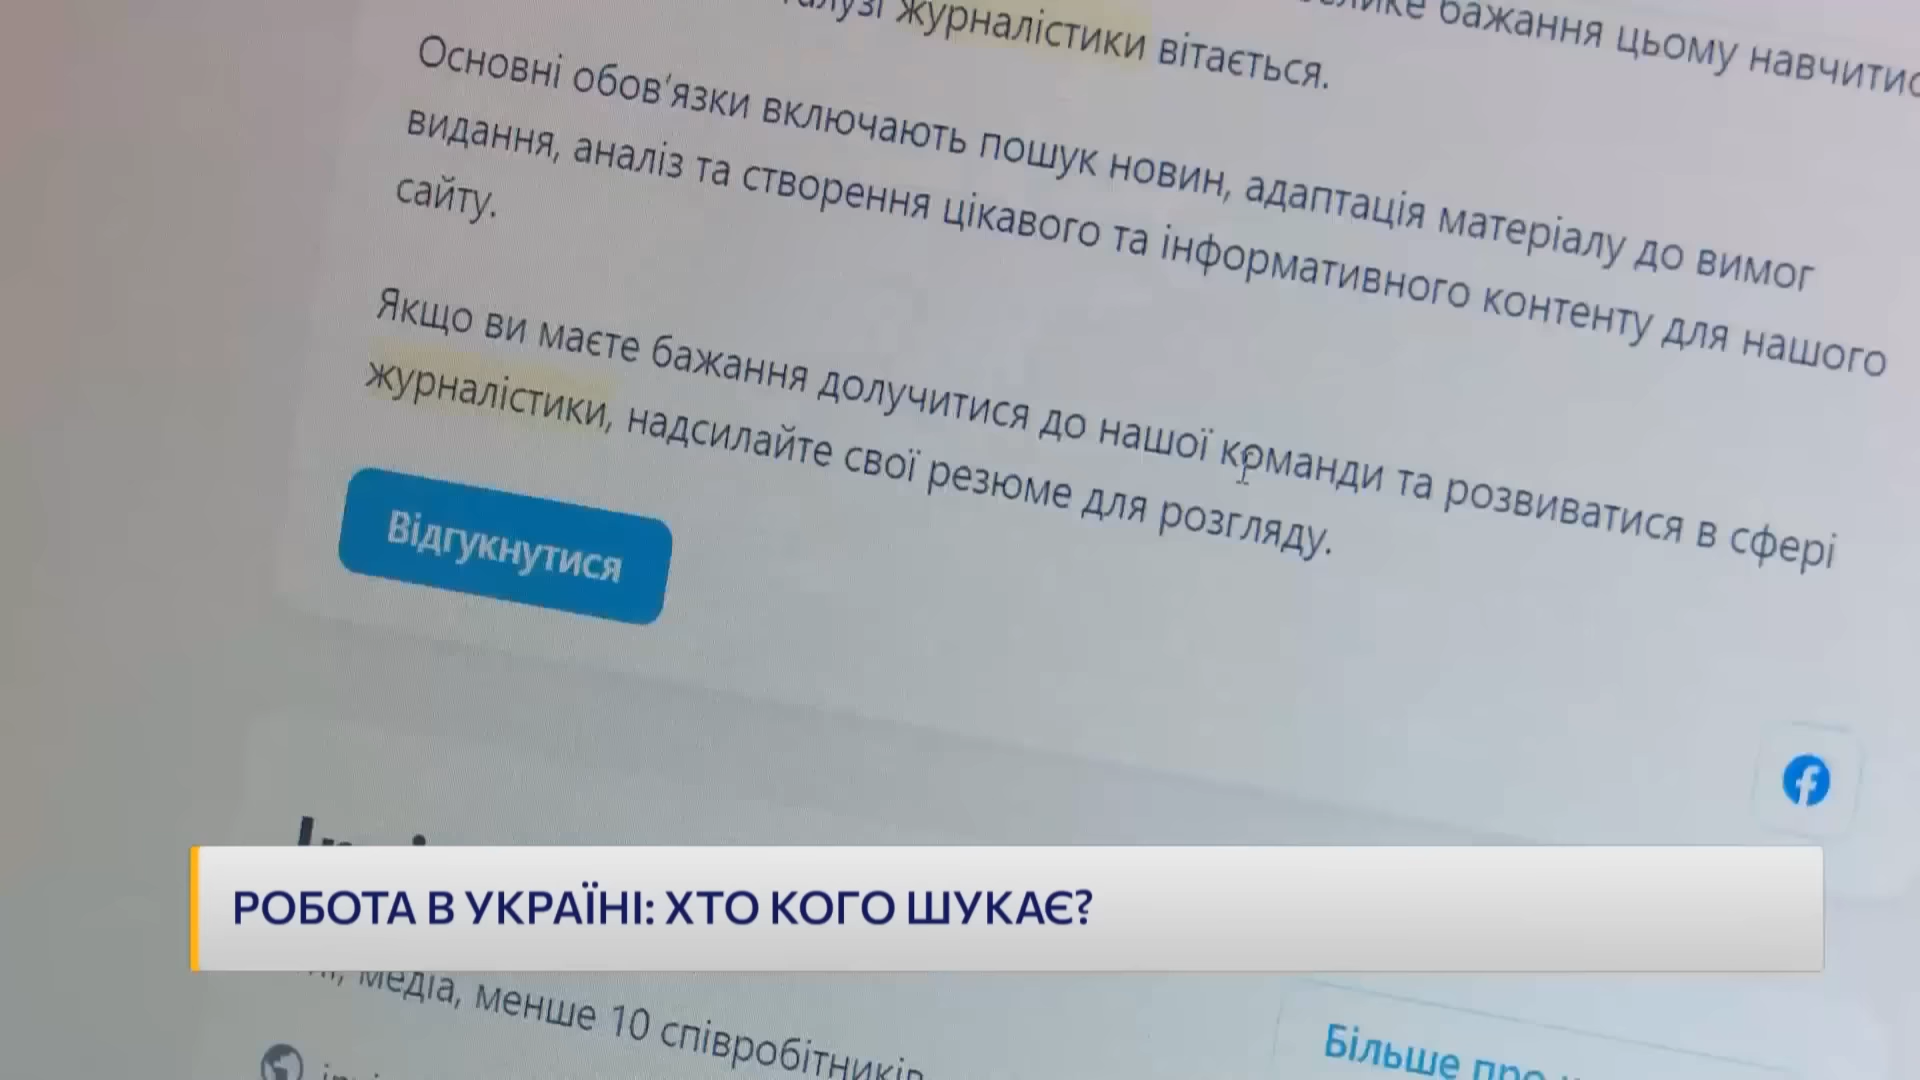 журналістики вітається.
бажання цьому
Основні обов'язки включають пошук новин, адаптація матеріалу до вимог
видання, аналіз та створення цікавого та інформативного контенту для нашого
сайту.
Якщо ви маєте бажання долучитися до нашої команди та розвиватися в сфері
журналістики, надсилайте свої резюме для розгляду.
Відгукнутися
РОБОТА В УКРАЇНІ: ХТО КОГО ШУКАЄ?
медіа, менше 10 співробітників
Більше про